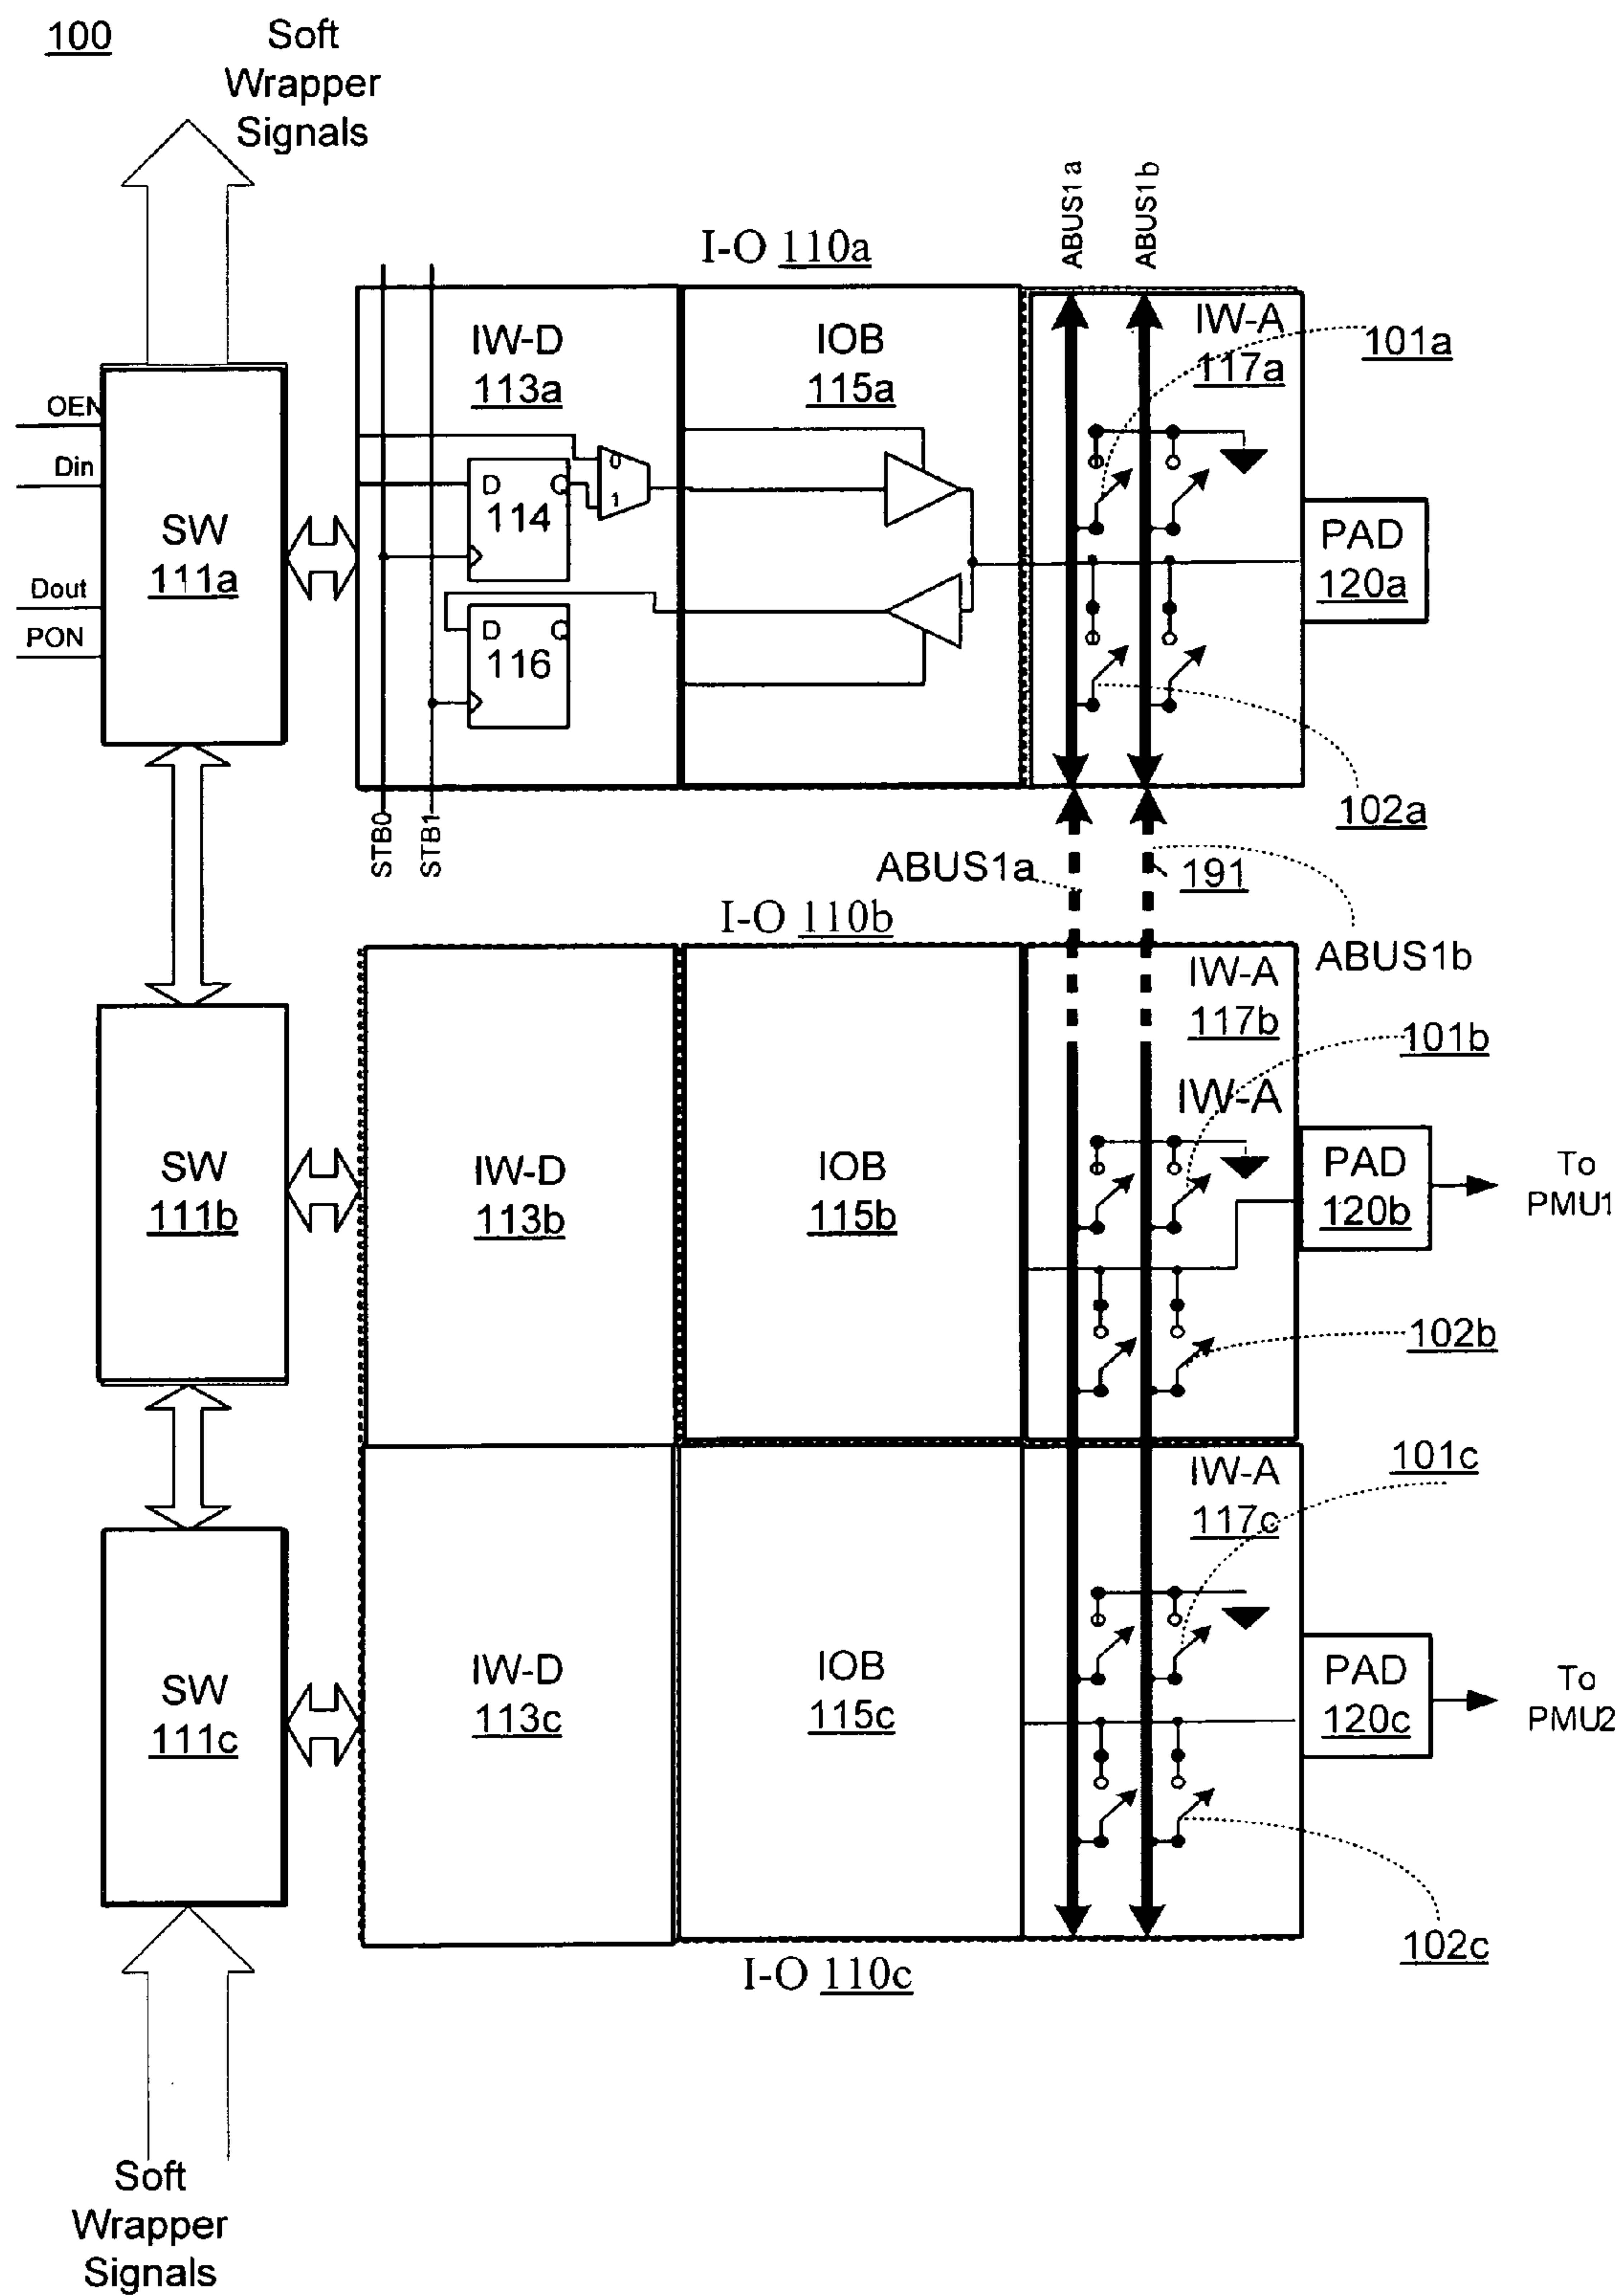 100
Soft
Wrapper
Signals
ABUS1a
ABUS1b
I-O 110a
IW-D
113a
IOB
115a
IW-A
117a
101a
OEN
Din
SW
111a
Dout
PON
D Q
114
0
1
D Q
116
PAD
120a
102a
STB0
STB1
ABUS1a
191
I-O 110b
ABUS1b
IW-A
117b
101b
IW-A
SW
111b
IW-D
113b
IOB
115b
PAD
120b
To
PMU1
102b
IW-A
117c
101c
SW
111c
IW-D
113c
IOB
115c
PAD
120c
To
PMU2
102c
I-O 110c
Soft
Wrapper
Signals